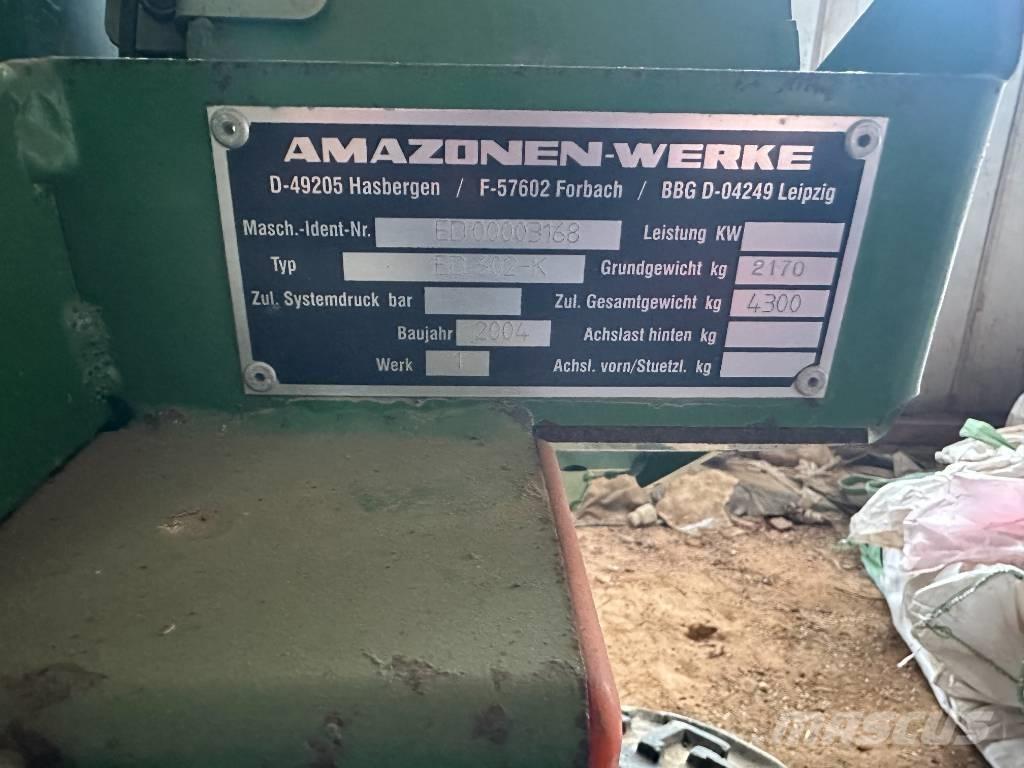 AMAZONEN-WERKE
D-49205 Hasbergen / F-57602 Forbach / BBG D-04249 Leipzig
Masch.-Ident-Nr. ED00003168 Leistung KW
Typ ED 302-K Grundgewicht kg 2170
Zul. Systemdruck bar Zul. Gesamtgewicht kg 4300
Baujahr 2004 Achslast hinten kg
Werk 1 Achsl. vorn/Stuetzl. kg
MASCUS